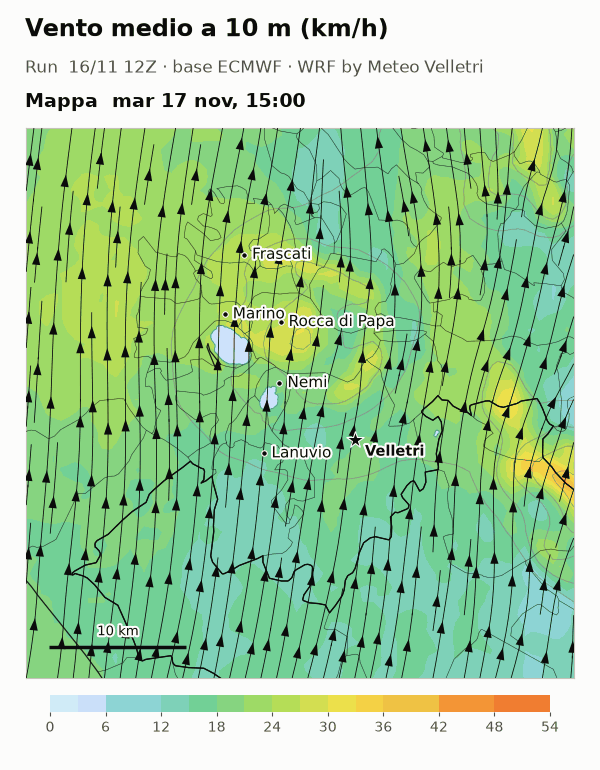 Vento medio a 10 m (km/h)
Run 16/11 12Z · base ECMWF · WRF by Meteo Velletri
Mappa mar 17 nov, 15:00
Frascati
Marino
Rocca di Papa
Nemi
Velletri
Lanuvio
10 km
0 6 12 18 24 30 36 42 48 54